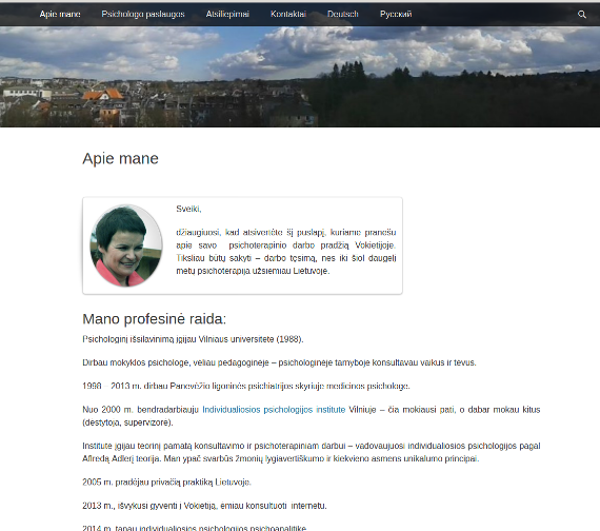 Apie mane Psichologo paslaugos Atsiliepimai Kontaktai Deutsch Русский
Apie mane
Sveiki,
džiaugiuosi, kad atsivertėte šį puslapį, kuriame pranešu
apie savo psichoterapinio darbo pradžią Vokietijoje.
Tiksliau būtų sakyti – darbo tęsimą, nes iki šiol daugelį
metų psichoterapija užsiėmiau Lietuvoje.
Mano profesinė raida:
Psichologinį išsilavinimą įgijau Vilniaus universitete (1988).
Dirbau mokyklos psichologe, vėliau pedagoginėje – psichologinėje tarnyboje konsultavau vaikus ir tėvus.
1998 – 2013 m. dirbau Panevėžio ligoninės psichiatrijos skyriuje medicinos psichologe.
Nuo 2000 m. bendradarbiauju Individualiosios psichologijos institute Vilniuje – čia mokiausi pati, o dabar mokau kitus
(dėstytoja, supervizorė).
Institute įgijau teorinį pamatą konsultavimo ir psichoterapiniam darbui – vadovaujuosi individualiosios psichologijos pagal
Alfredą Adlerį teorija. Man ypač svarbūs žmonių lygiavertiškumo ir kiekvieno asmens unikalumo principai.
2005 m. pradėjau privačią praktiką Lietuvoje.
2013 m., išvykusi gyventi į Vokietiją, ėmiau konsultuoti internetu.
2014 m. tapau individualiosios psichologijos psichoanalitike.